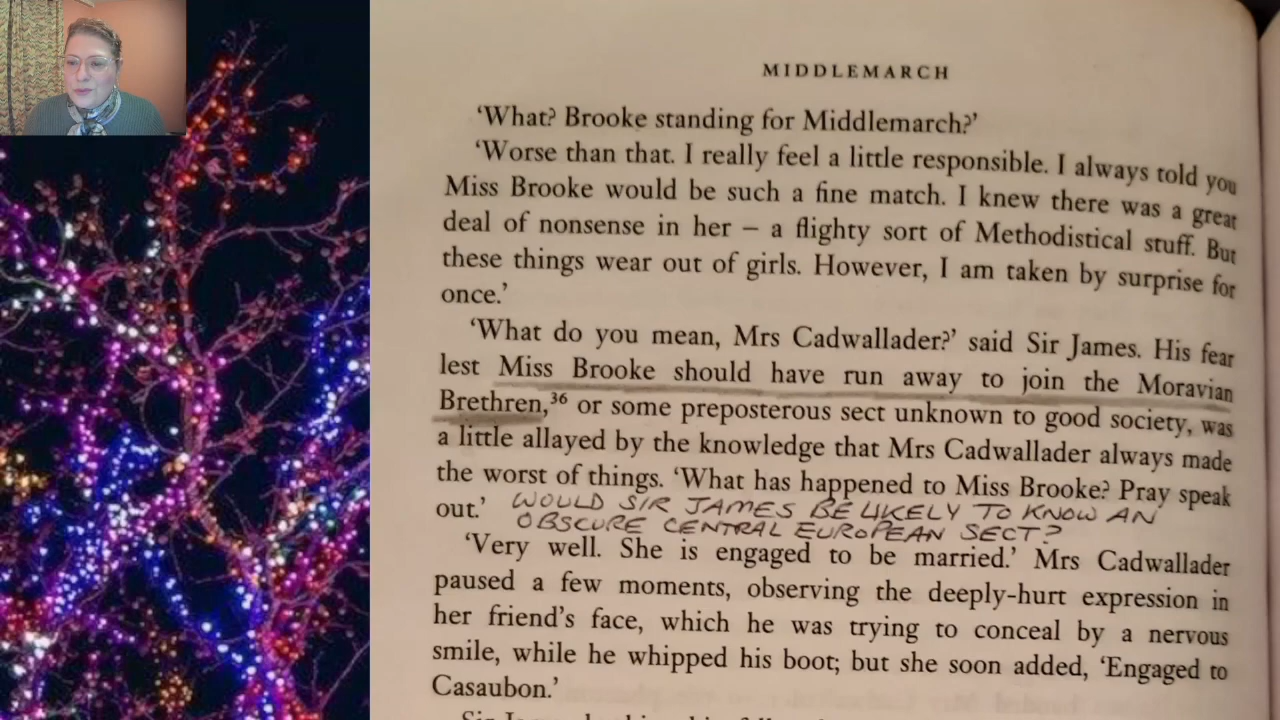 MIDDLEMARCH
‘What? Brooke standing for Middlemarch?’
‘Worse than that. I really feel a little responsible. I always told you
Miss Brooke would be such a fine match. I knew there was a great
deal of nonsense in her – a flighty sort of Methodistical stuff. But
these things wear out of girls. However, I am taken by surprise for
once.’
‘What do you mean, Mrs Cadwallader?’ said Sir James. His fear
lest Miss Brooke should have run away to join the Moravian
Brethren,³⁶ or some preposterous sect unknown to good society, was
a little allayed by the knowledge that Mrs Cadwallader always made
the worst of things. ‘What has happened to Miss Brooke? Pray speak
out.’
WOULD SIR JAMES BE LIKELY TO KNOW AN
OBSCURE CENTRAL EUROPEAN SECT?
‘Very well. She is engaged to be married.’ Mrs Cadwallader
paused a few moments, observing the deeply-hurt expression in
her friend’s face, which he was trying to conceal by a nervous
smile, while he whipped his boot; but she soon added, ‘Engaged to
Casaubon.’